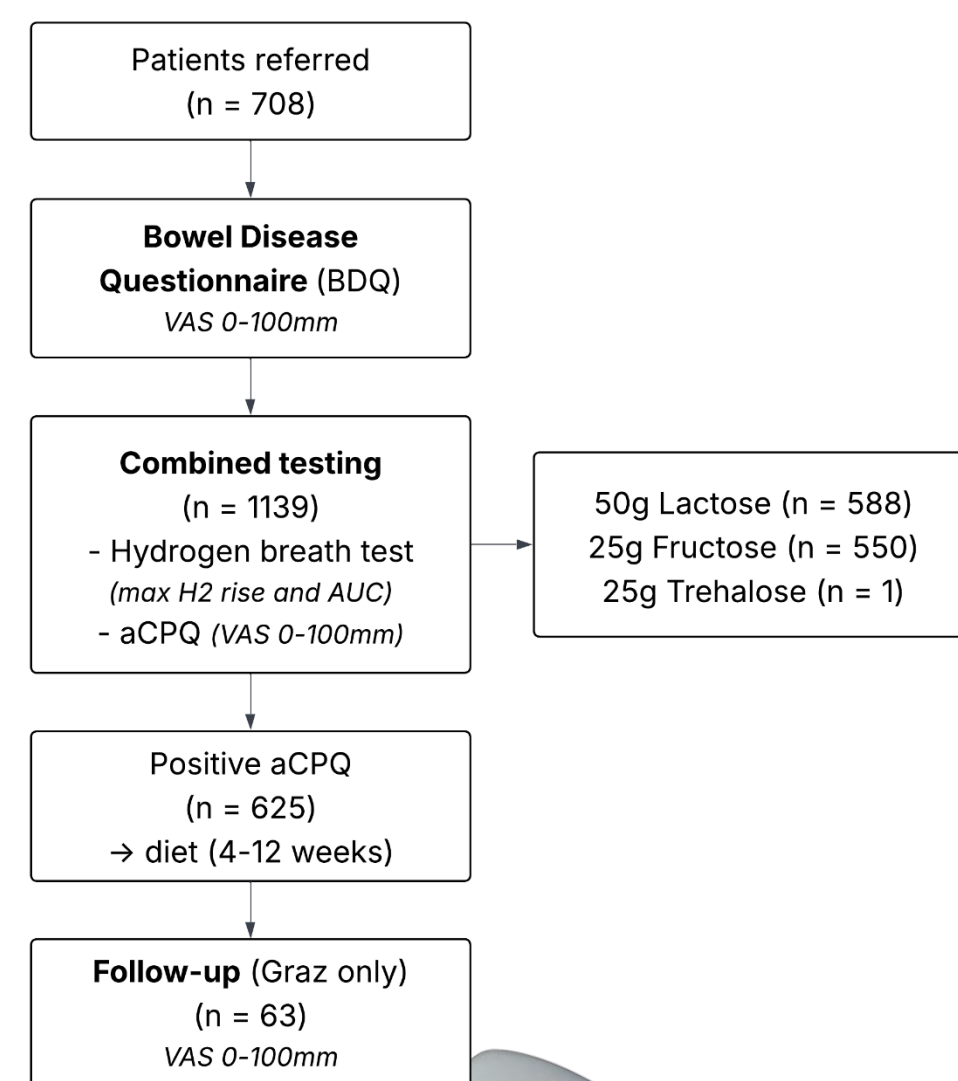 Patients referred
(n = 708)
Bowel Disease
Questionnaire (BDQ)
VAS 0-100mm
Combined testing
(n = 1139)
- Hydrogen breath test
(max H2 rise and AUC)
- aCPQ (VAS 0-100mm)
50g Lactose (n = 588)
25g Fructose (n = 550)
25g Trehalose (n = 1)
Positive aCPQ
(n = 625)
→ diet (4-12 weeks)
Follow-up (Graz only)
(n = 63)
VAS 0-100mm